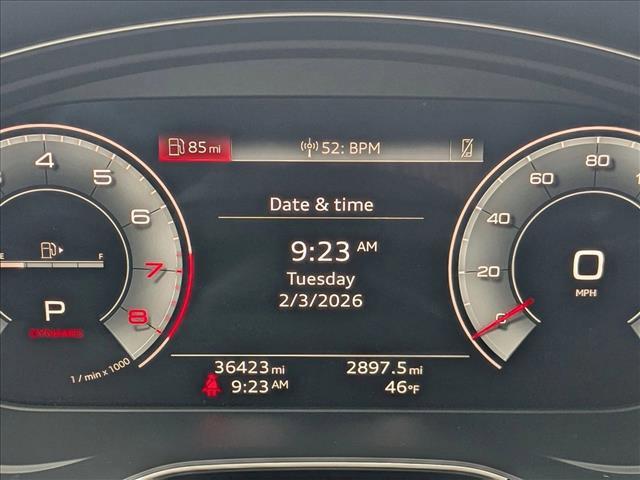 85 mi
52: BPM
Date & time
9:23 AM
Tuesday
2/3/2026
36423 mi
2897.5 mi
9:23 AM
46°F
4
5
6
7
8
1 / min x 1000
E
F
P
DYNAMIC
0
20
40
60
80
0
MPH